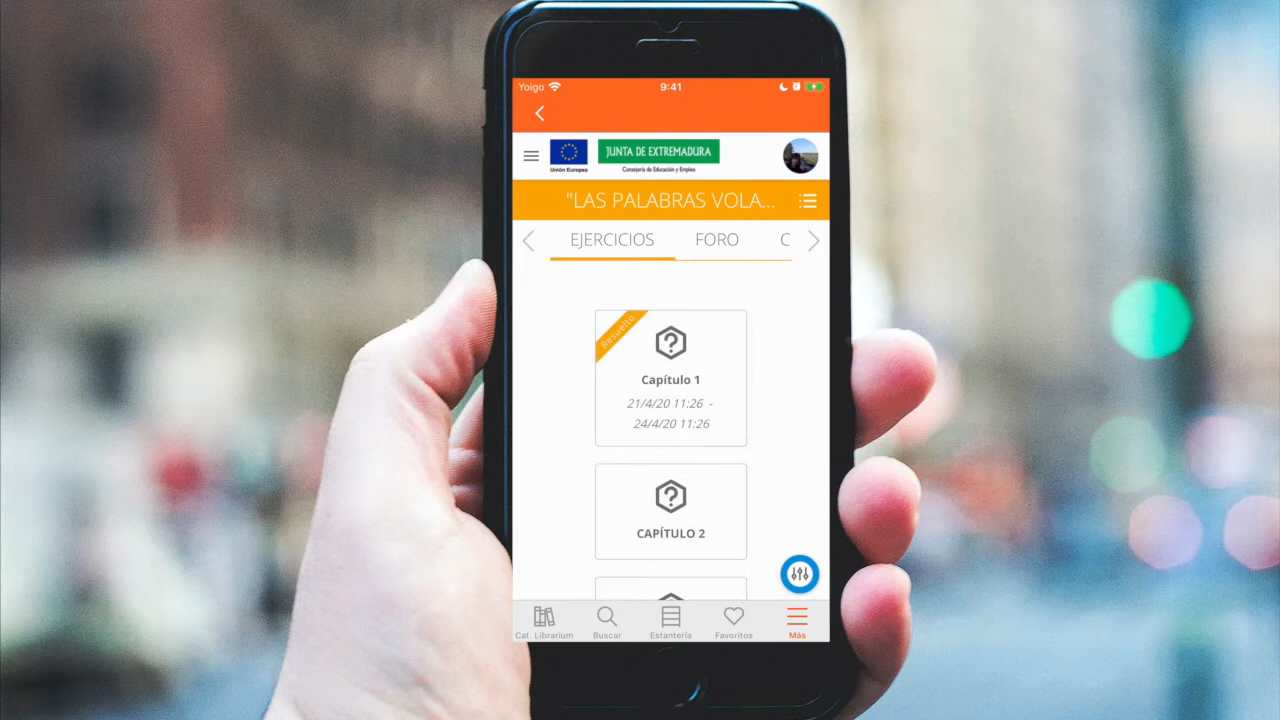 Yoigo 9:41
Unión Europea
JUNTA DE EXTREMADURA
Consejería de Educación y Empleo
"LAS PALABRAS VOLA...
EJERCICIOS FORO C
Resuelto
Capítulo 1
21/4/20 11:26 -
24/4/20 11:26
CAPÍTULO 2
Cat. Librarium Buscar Estantería Favoritos Más